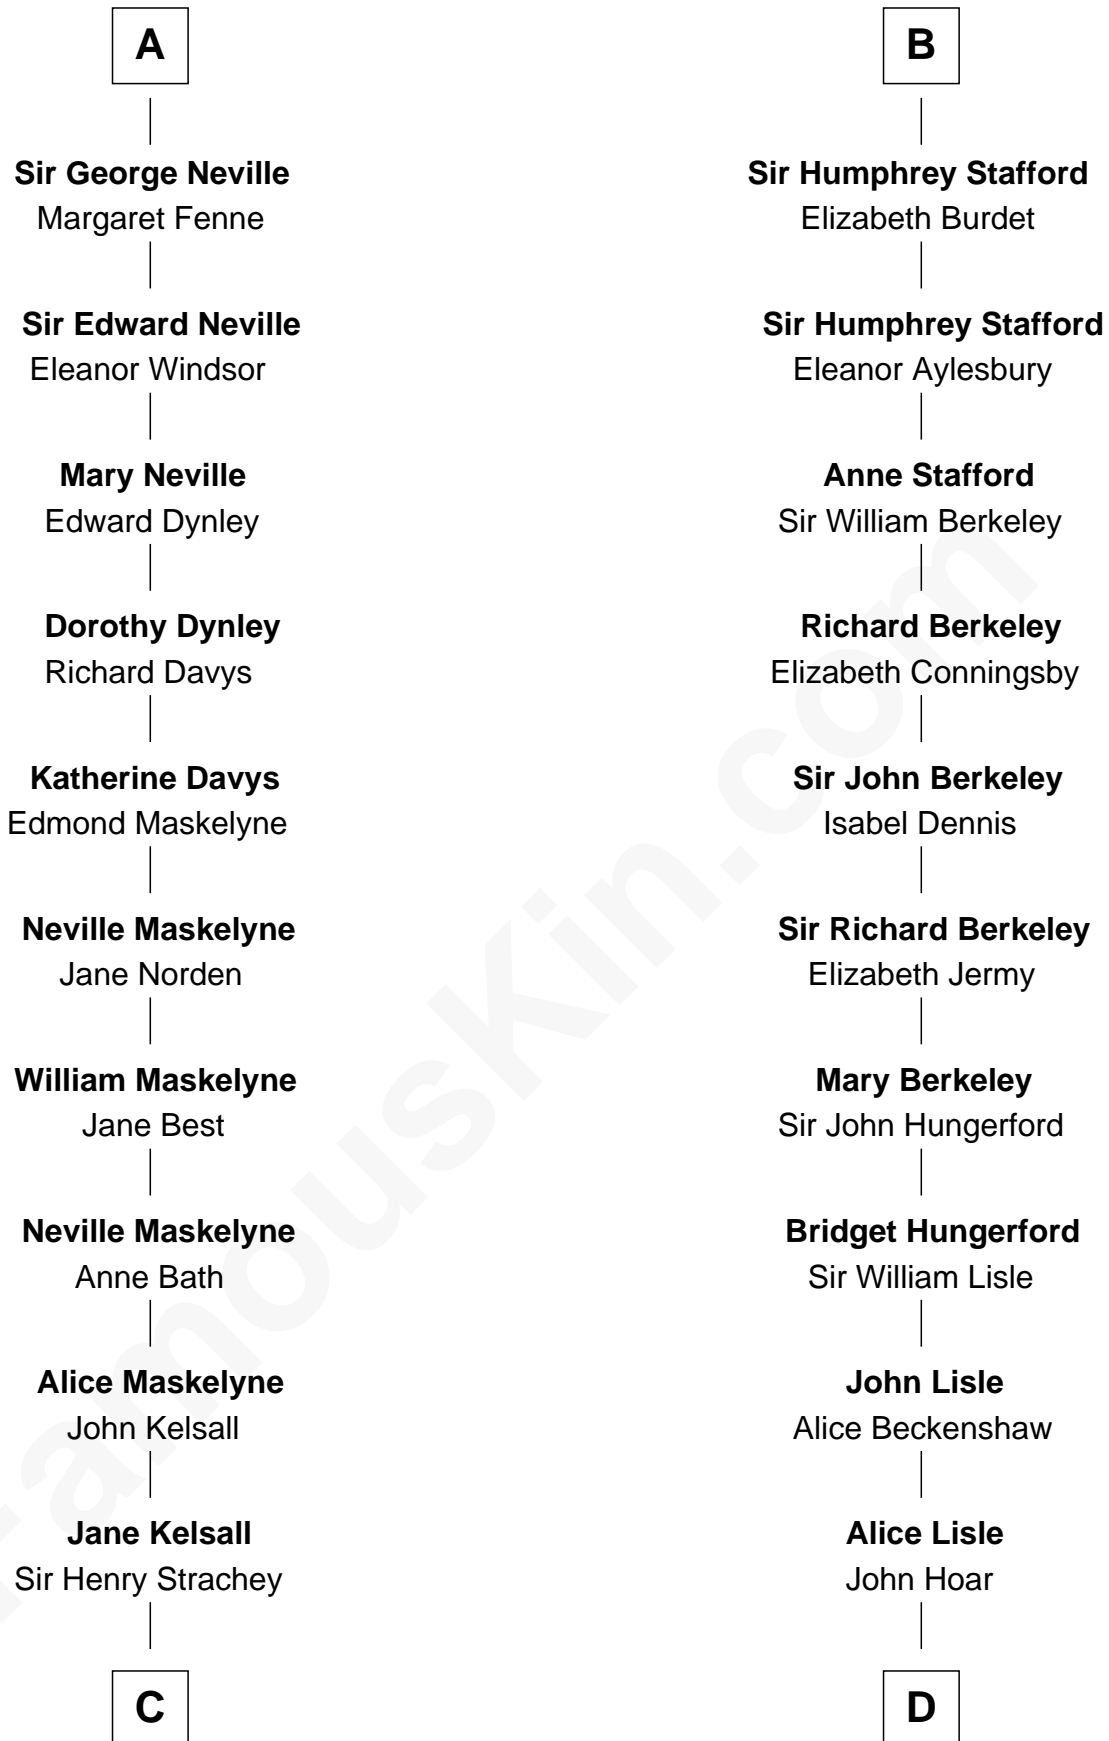 A
Sir George Neville
Margaret Fenne
Sir Edward Neville
Eleanor Windsor
Mary Neville
Edward Dynley
Dorothy Dynley
Richard Davys
Katherine Davys
Edmond Maskelyne
Neville Maskelyne
Jane Norden
William Maskelyne
Jane Best
Neville Maskelyne
Anne Bath
Alice Maskelyne
John Kelsall
Jane Kelsall
Sir Henry Strachey
C
B
Sir Humphrey Stafford
Elizabeth Burdet
Sir Humphrey Stafford
Eleanor Aylesbury
Anne Stafford
Sir William Berkeley
Richard Berkeley
Elizabeth Conningsby
Sir John Berkeley
Isabel Dennis
Sir Richard Berkeley
Elizabeth Jermy
Mary Berkeley
Sir John Hungerford
Bridget Hungerford
Sir William Lisle
John Lisle
Alice Beckenshaw
Alice Lisle
John Hoar
D
FamousKin.com